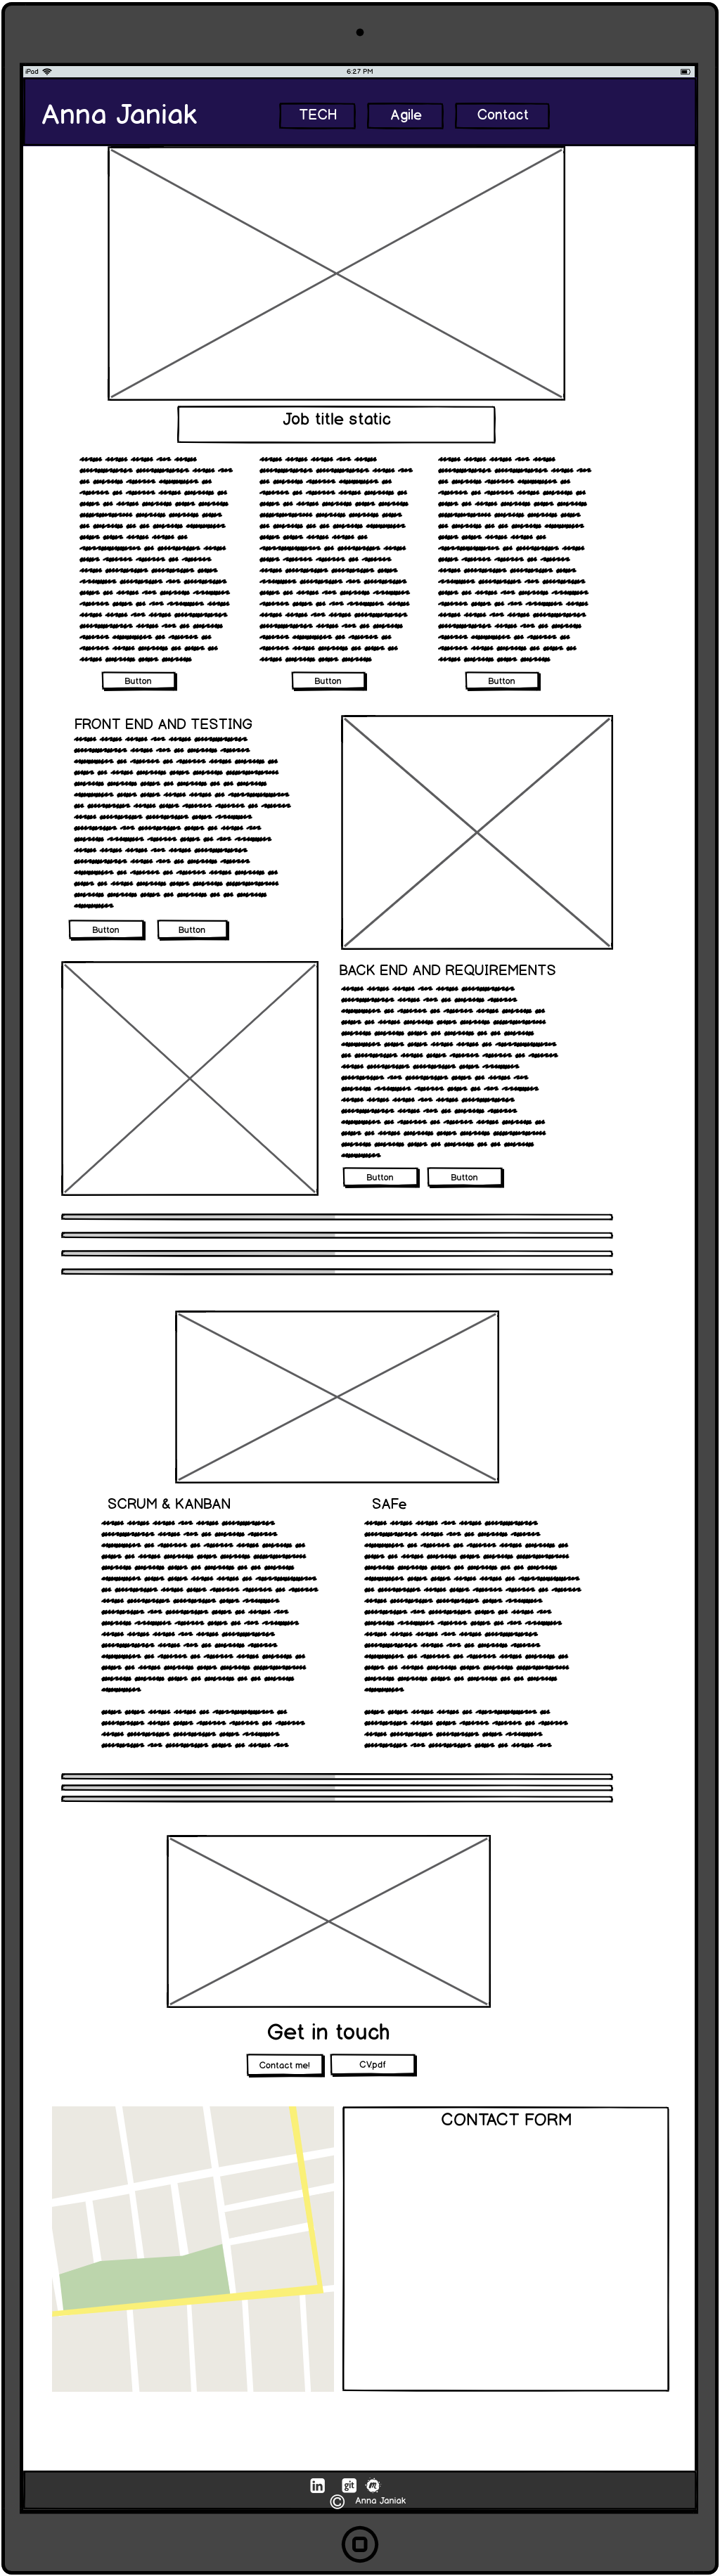 iPod
6:27 PM
Anna Janiak
TECH
Agile
Contact
Job title static
Button
Button
Button
FRONT END AND TESTING
Button
Button
BACK END AND REQUIREMENTS
Button
Button
SCRUM & KANBAN
SAFe
Get in touch
Contact me!
CV.pdf
CONTACT FORM
in
git
© Anna Janiak